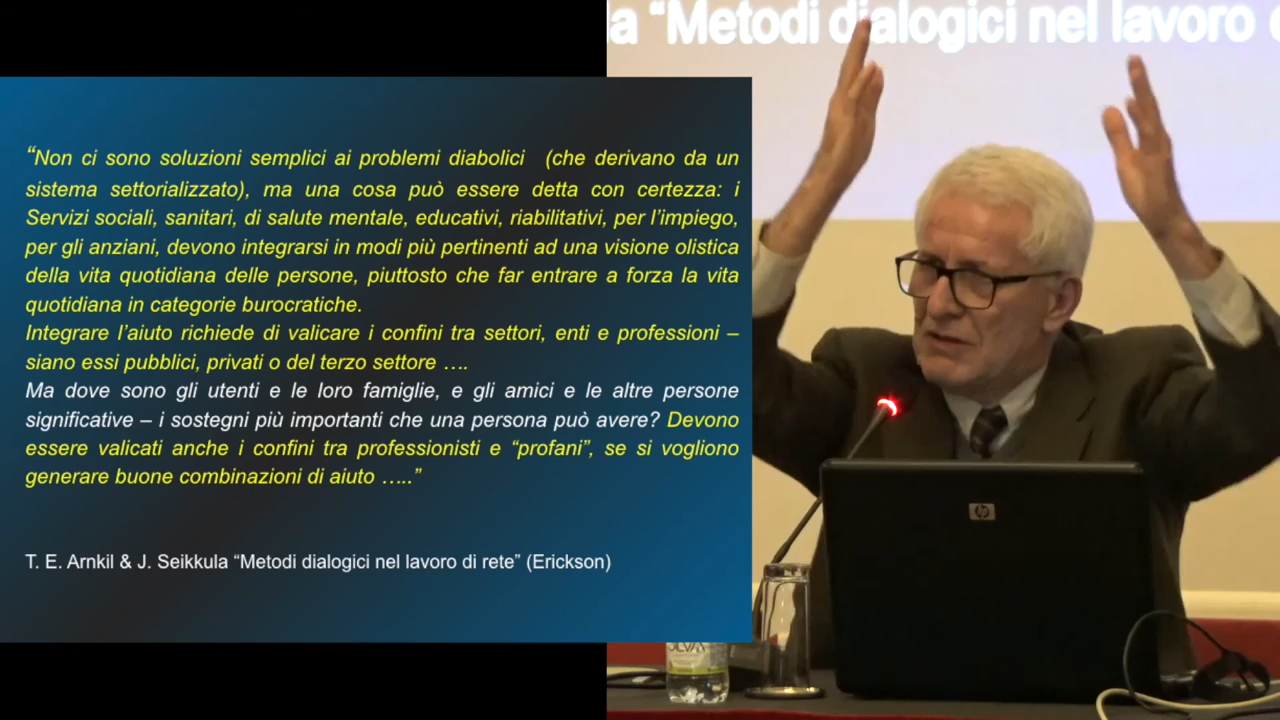 la “Metodi dialogici nel lavoro d
“Non ci sono soluzioni semplici ai problemi diabolici (che derivano da un
sistema settorializzato), ma una cosa può essere detta con certezza: i
Servizi sociali, sanitari, di salute mentale, educativi, riabilitativi, per l’impiego,
per gli anziani, devono integrarsi in modi più pertinenti ad una visione olistica
della vita quotidiana delle persone, piuttosto che far entrare a forza la vita
quotidiana in categorie burocratiche.
Integrare l’aiuto richiede di valicare i confini tra settori, enti e professioni –
siano essi pubblici, privati o del terzo settore ….
Ma dove sono gli utenti e le loro famiglie, e gli amici e le altre persone
significative – i sostegni più importanti che una persona può avere? Devono
essere valicati anche i confini tra professionisti e “profani”, se si vogliono
generare buone combinazioni di aiuto …..”
T. E. Arnkil & J. Seikkula “Metodi dialogici nel lavoro di rete” (Erickson)
hp